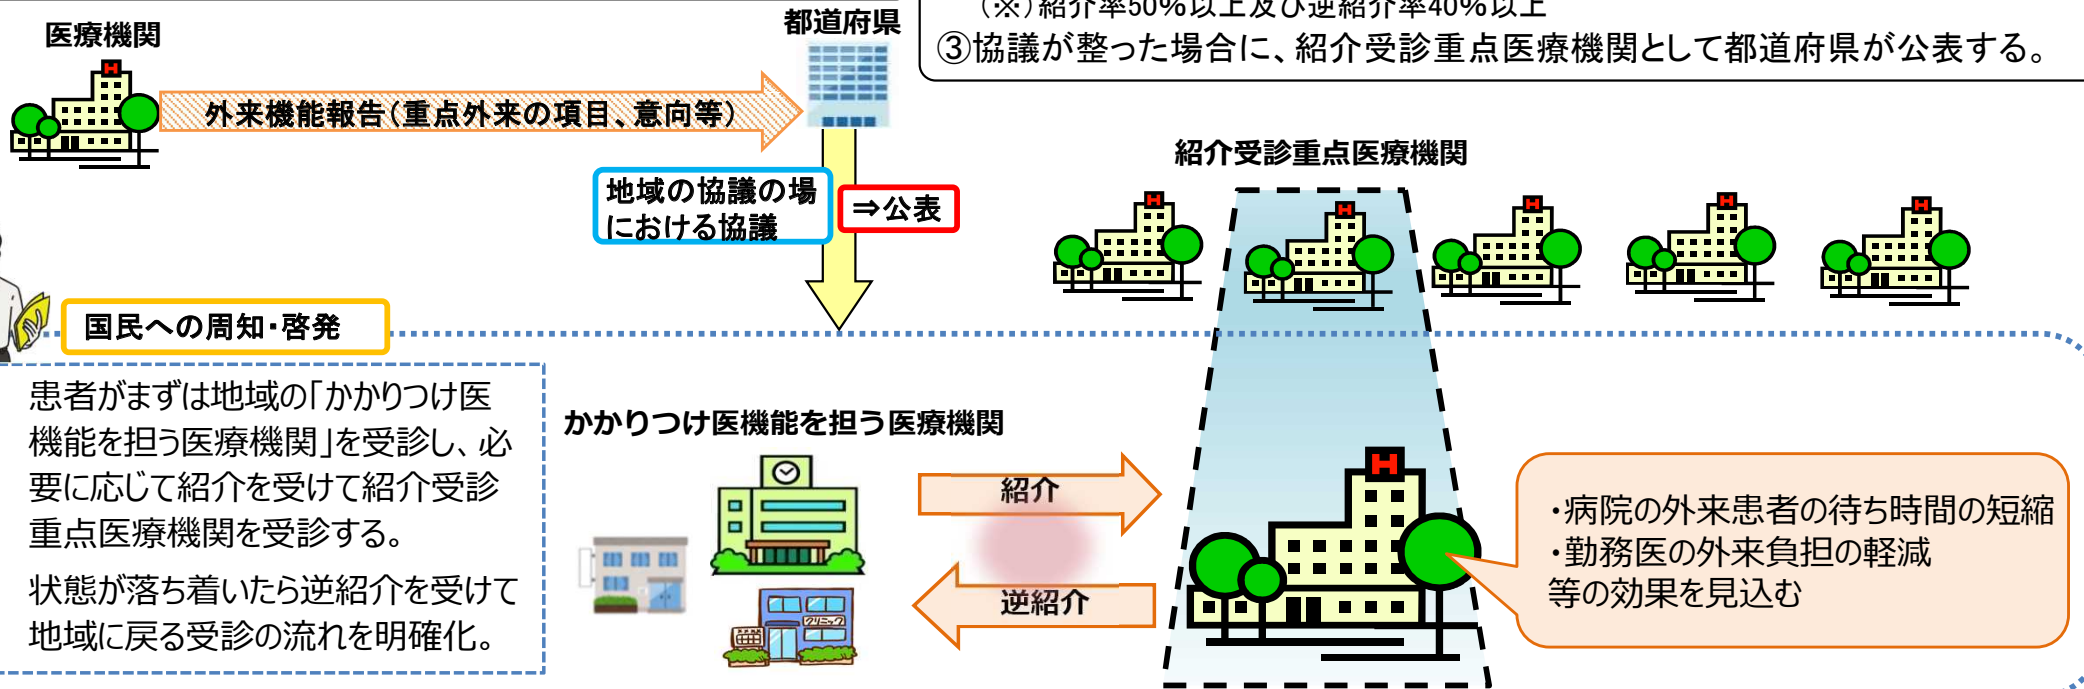 医療機関
都道府県
(※)紹介率50%以上及び逆紹介率40%以上
③協議が整った場合に、紹介受診重点医療機関として都道府県が公表する。
外来機能報告(重点外来の項目、意向等)
地域の協議の場
における協議
⇒公表
紹介受診重点医療機関
国民への周知・啓発
患者がまずは地域の「かかりつけ医
機能を担う医療機関」を受診し、必
要に応じて紹介を受けて紹介受診
重点医療機関を受診する。
状態が落ち着いたら逆紹介を受けて
地域に戻る受診の流れを明確化。
かかりつけ医機能を担う医療機関
クリニック
紹介
逆紹介
・病院の外来患者の待ち時間の短縮
・勤務医の外来負担の軽減
等の効果を見込む
H
H
H
H
H
H
H